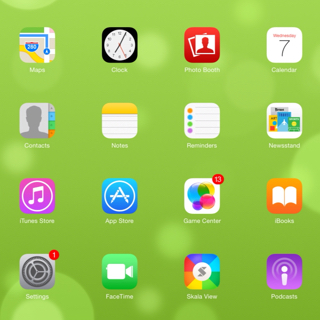 280
Wednesday
7
Maps
Clock
Photo Booth
Calendar
News
Contacts
Notes
Reminders
Newsstand
13
iTunes Store
App Store
Game Center
iBooks
1
S
Settings
FaceTime
Skala View
Podcasts